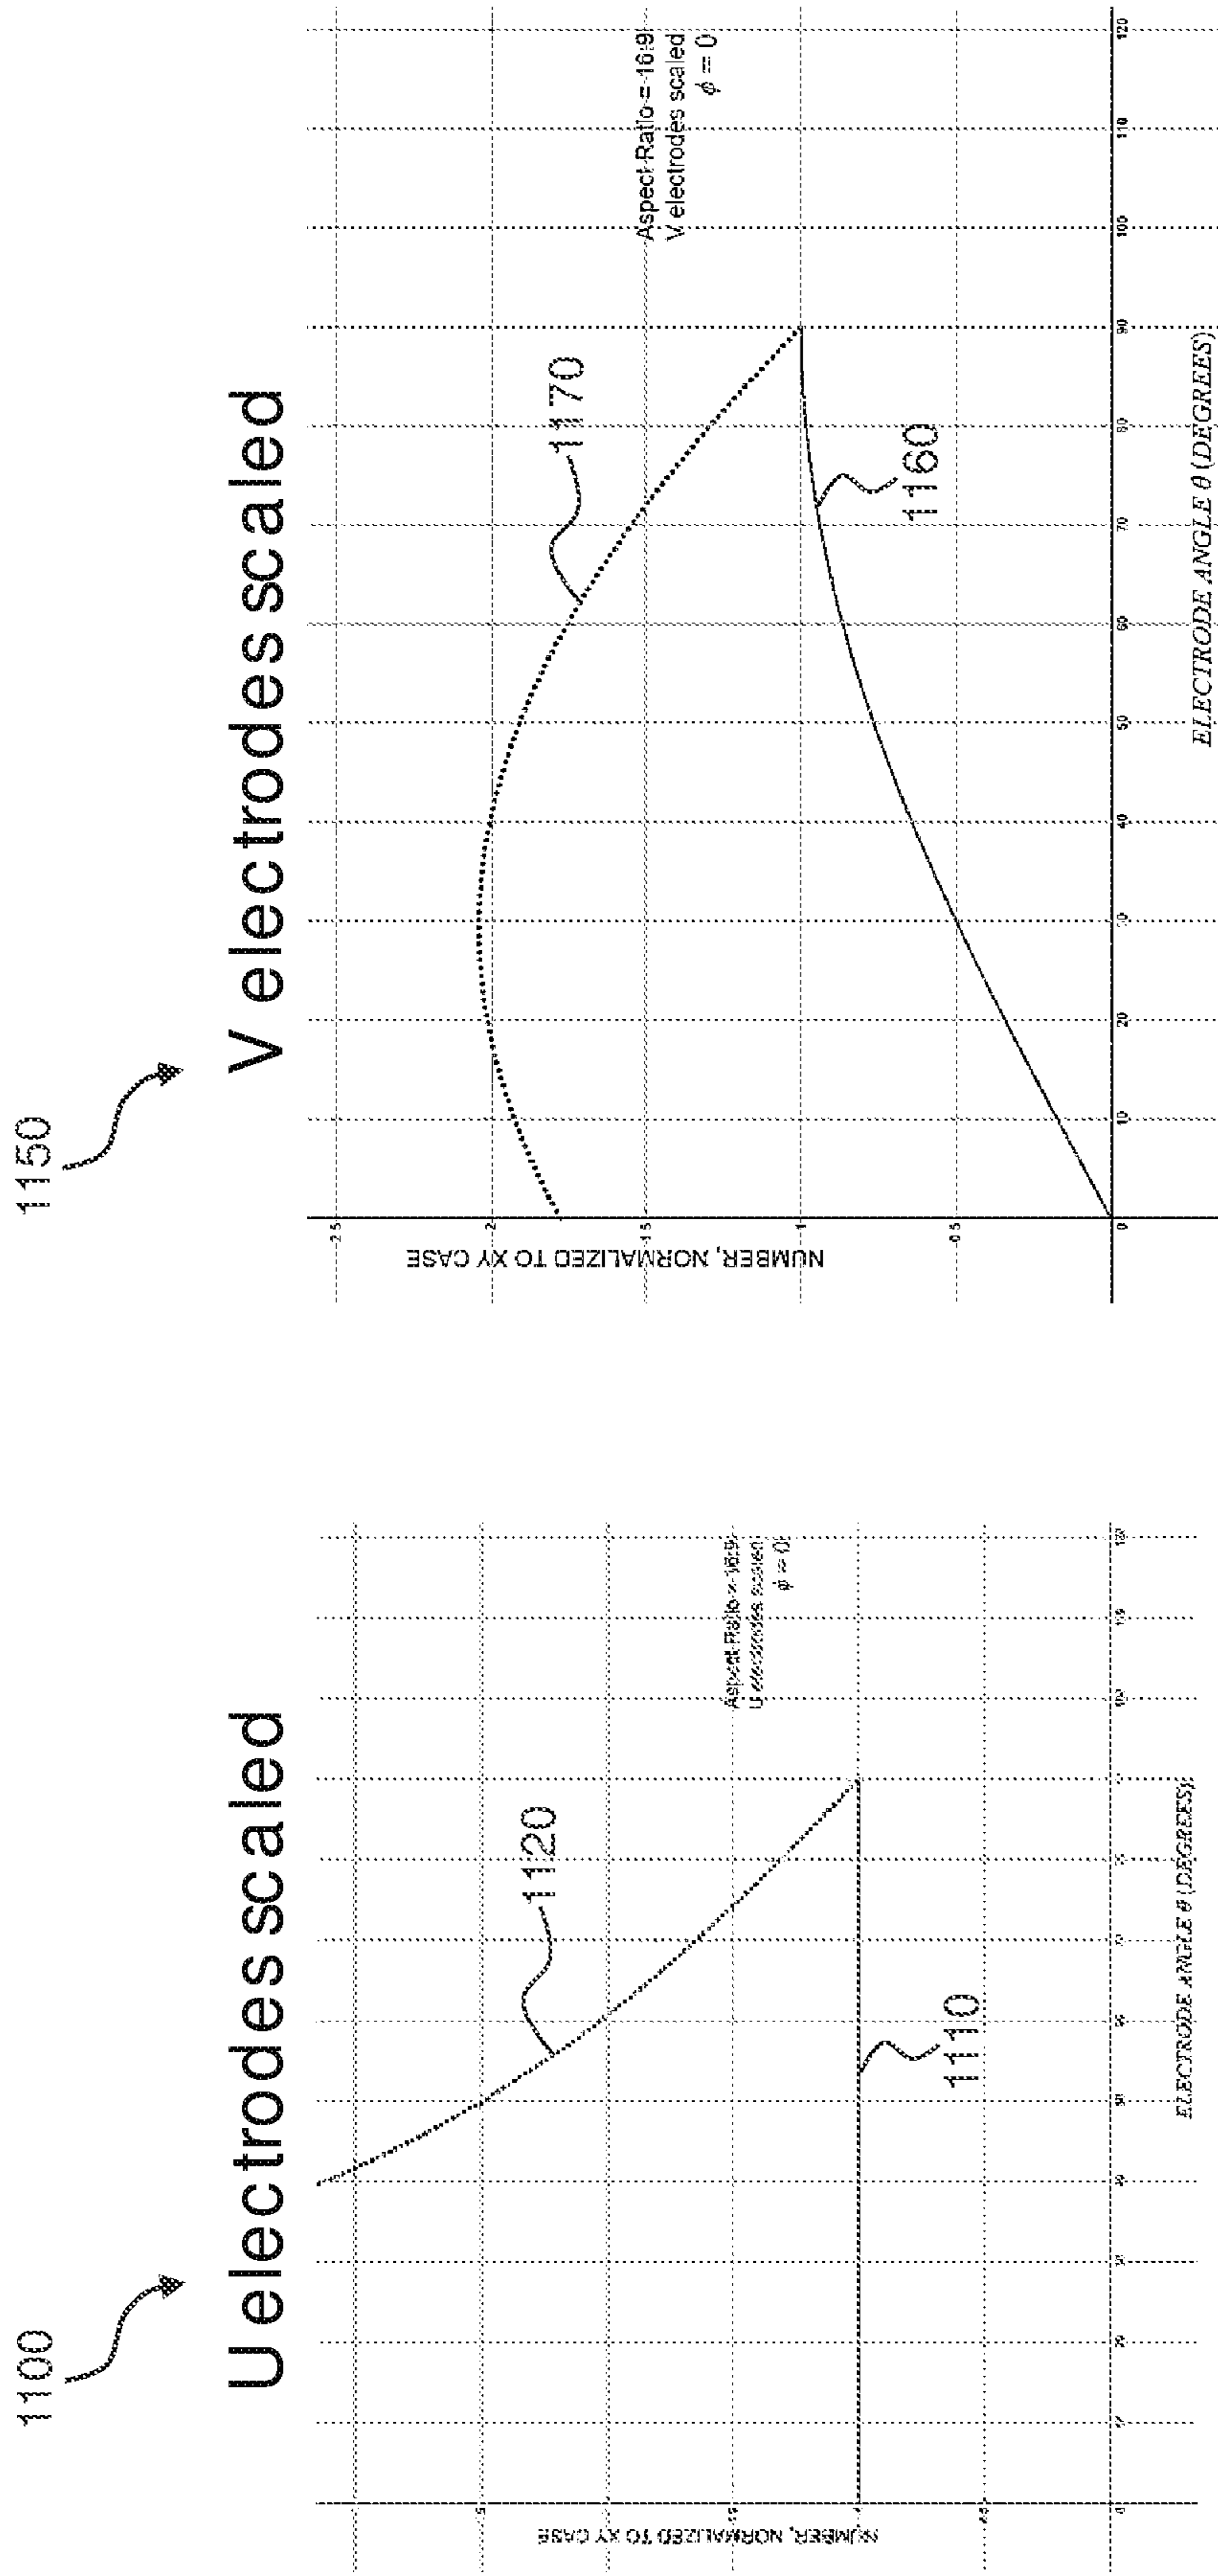 1100
U electrodes scaled
NUMBER, NORMALIZED TO XY CASE
1120
1110
Aspect Ratio = 16:9
U electrodes scaled
ϕ = 0
0
ELECTRODE ANGLE θ (DEGREES)
1150
V electrodes scaled
NUMBER, NORMALIZED TO XY CASE
2.5
2
1.5
1
0.5
1170
1160
Aspect Ratio = 16:9
V electrodes scaled
ϕ = 0
0 10 20 30 40 50 60 70 80 90 100 110 120
ELECTRODE ANGLE θ (DEGREES)